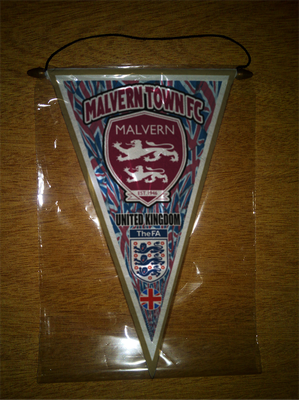 MALVERN TOWN FC
MALVERN
EST. 1946
UNITED KINGDOM
The FA